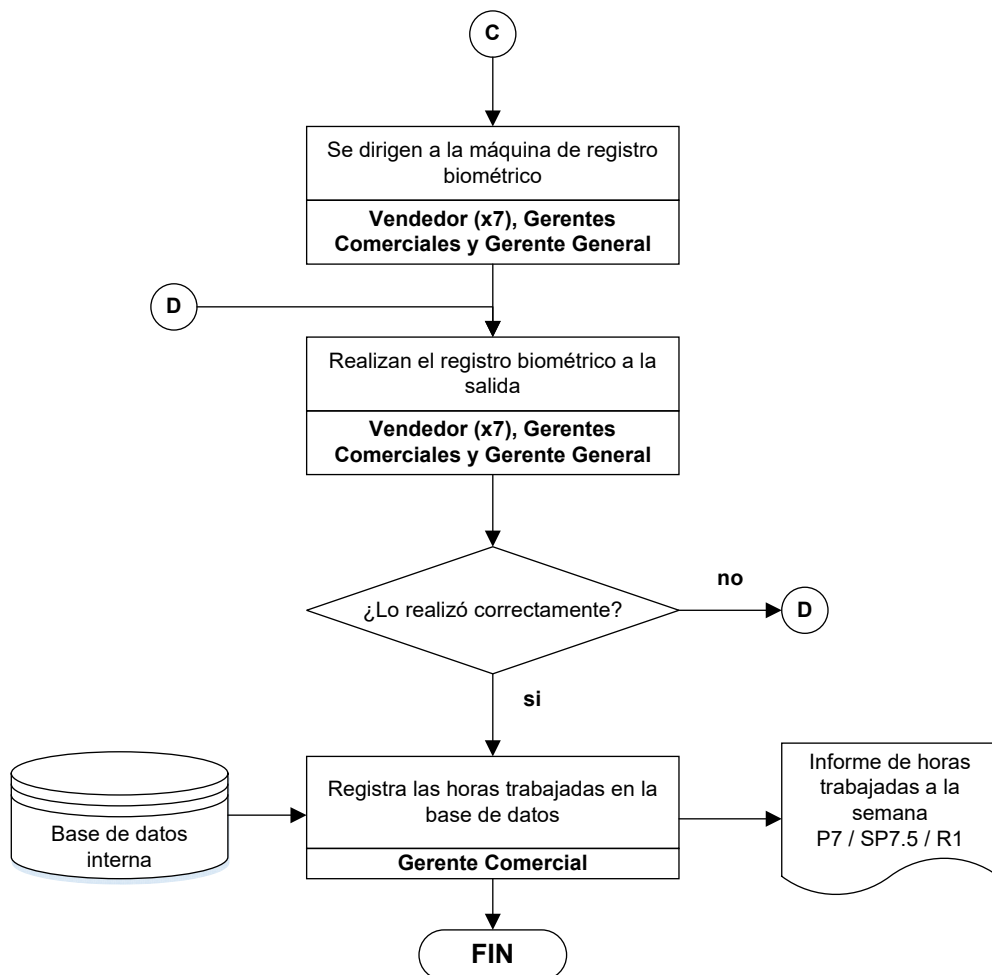 C
Se dirigen a la máquina de registro
biométrico
Vendedor (x7), Gerentes
Comerciales y Gerente General
D
Realizan el registro biométrico a la
salida
Vendedor (x7), Gerentes
Comerciales y Gerente General
¿Lo realizó correctamente?
no
D
si
Base de datos
interna
Registra las horas trabajadas en la
base de datos
Gerente Comercial
Informe de horas
trabajadas a la
semana
P7 / SP7.5 / R1
FIN